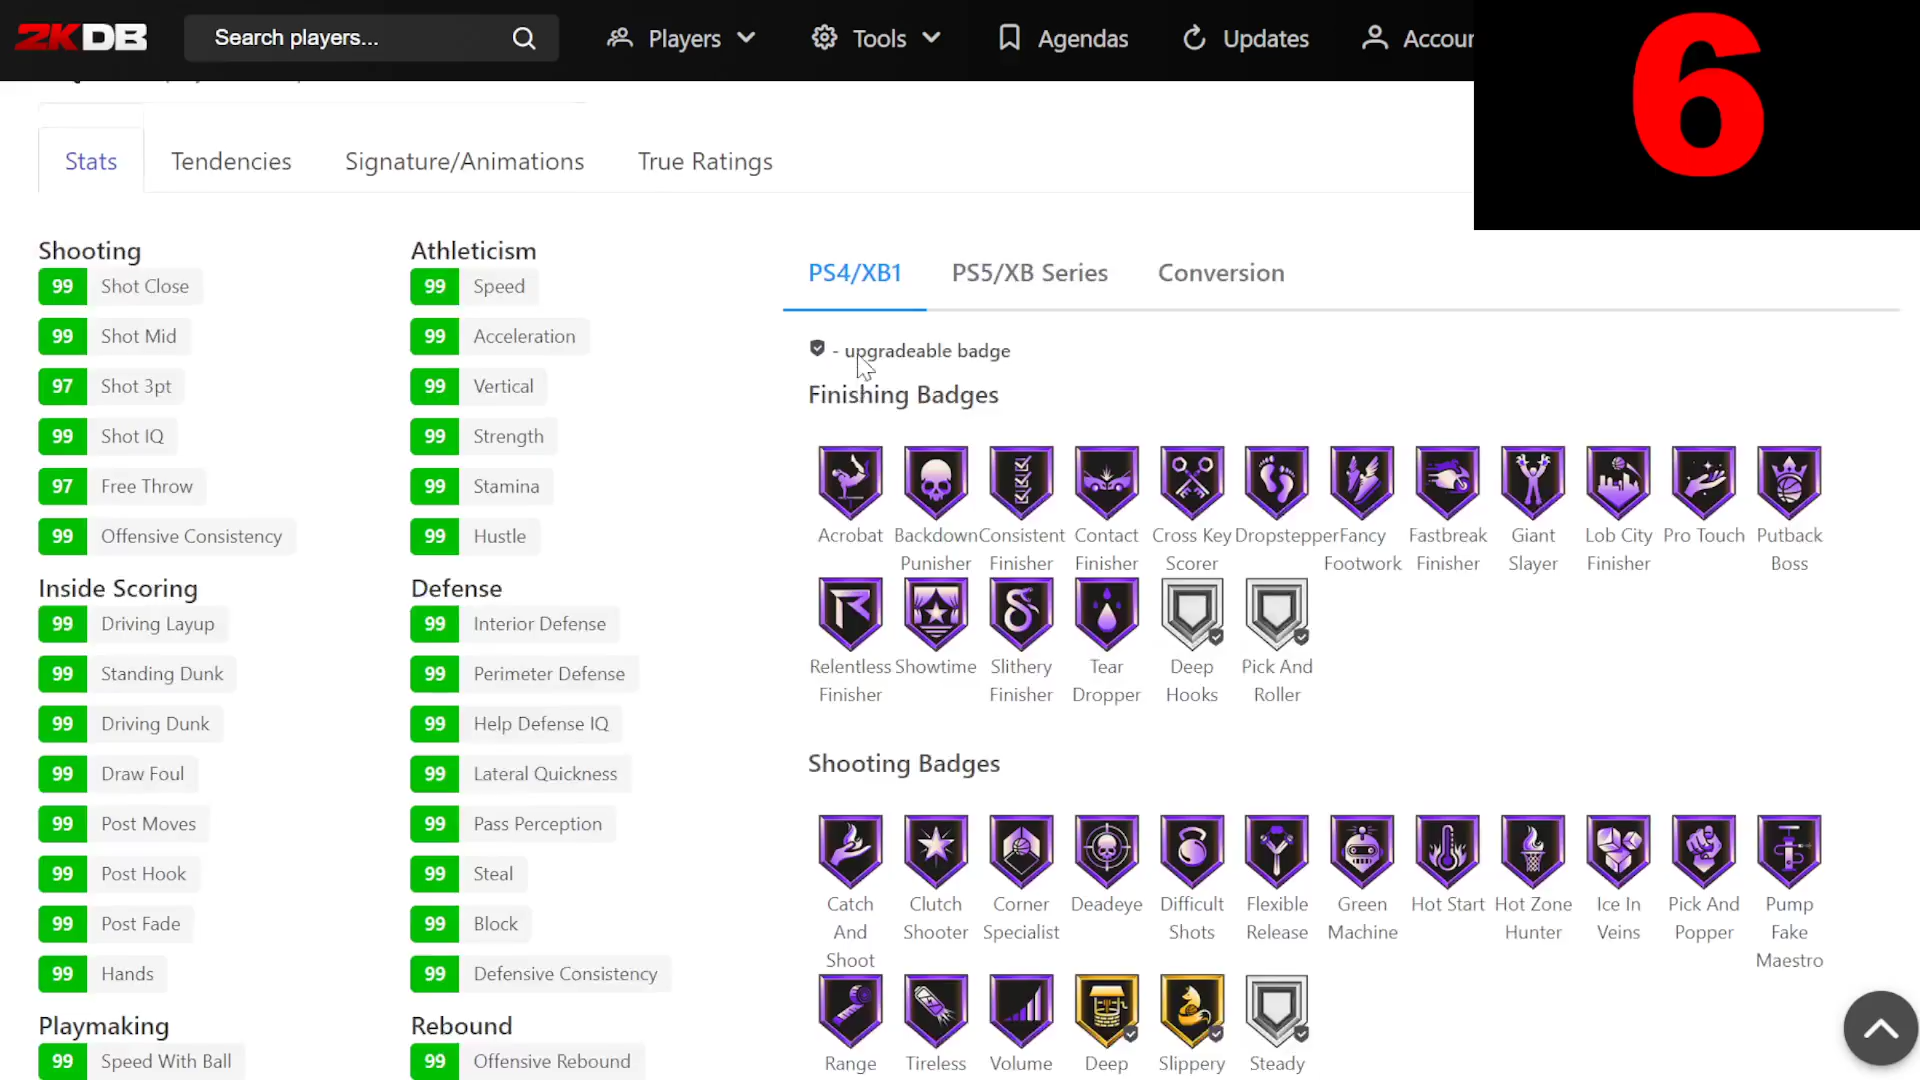 2KDB
Search players...
Players
Tools
Agendas
Updates
Accoun
6
Stats
Tendencies
Signature/Animations
True Ratings
Shooting
99 Shot Close
99 Shot Mid
97 Shot 3pt
99 Shot IQ
97 Free Throw
99 Offensive Consistency
Inside Scoring
99 Driving Layup
99 Standing Dunk
99 Driving Dunk
99 Draw Foul
99 Post Moves
99 Post Hook
99 Post Fade
99 Hands
Playmaking
99 Speed With Ball
Athleticism
99 Speed
99 Acceleration
99 Vertical
99 Strength
99 Stamina
99 Hustle
Defense
99 Interior Defense
99 Perimeter Defense
99 Help Defense IQ
99 Lateral Quickness
99 Pass Perception
99 Steal
99 Block
99 Defensive Consistency
Rebound
99 Offensive Rebound
PS4/XB1
PS5/XB Series
Conversion
- upgradeable badge
Finishing Badges
Acrobat
Backdown
Punisher
Consistent
Finisher
Contact
Finisher
Cross Key
Scorer
Dropstepper
Fancy
Footwork
Fastbreak
Finisher
Giant
Slayer
Lob City
Finisher
Pro Touch
Putback
Boss
Relentless
Finisher
Showtime
Slithery
Finisher
Tear
Dropper
Deep
Hooks
Pick And
Roller
Shooting Badges
Catch
And
Shoot
Clutch
Shooter
Corner
Specialist
Deadeye
Difficult
Shots
Flexible
Release
Green
Machine
Hot Start
Hot Zone
Hunter
Ice In
Veins
Pick And
Popper
Pump
Fake
Maestro
Range
Tireless
Volume
Deep
Slippery
Steady